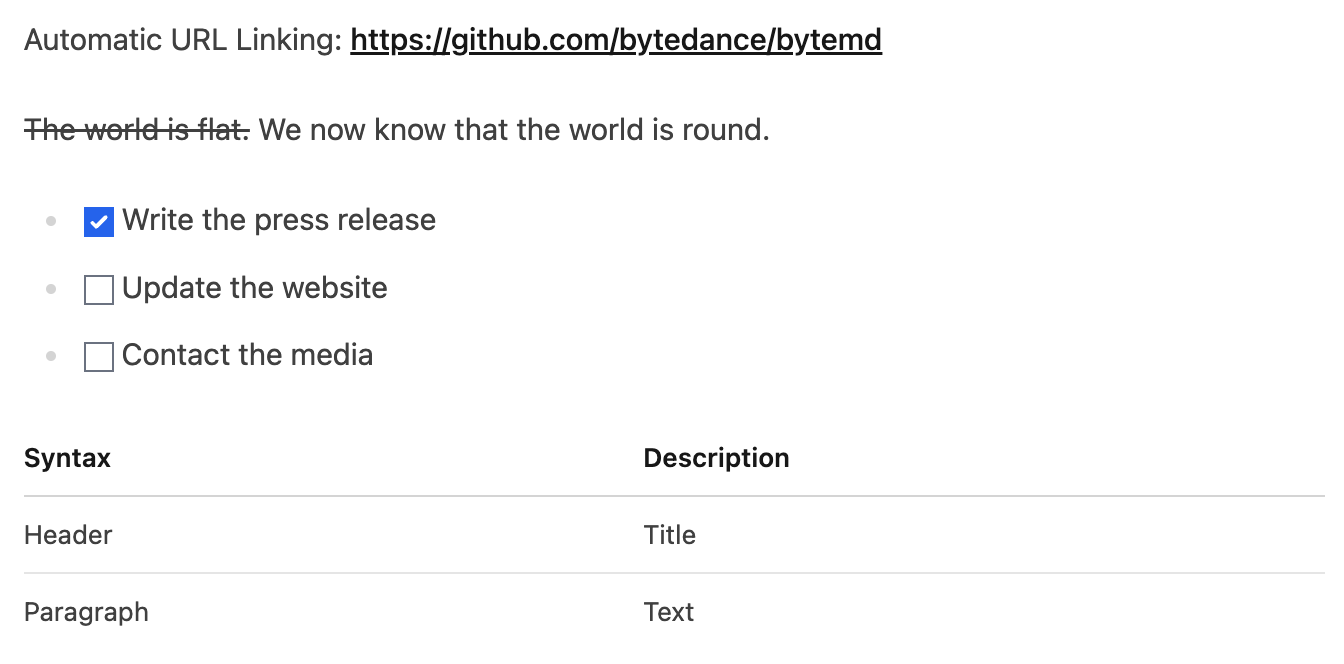 Automatic URL Linking: https://github.com/bytedance/bytemd
The world is flat. We now know that the world is round.
Write the press release
Update the website
Contact the media
Syntax Description
Header Title
Paragraph Text